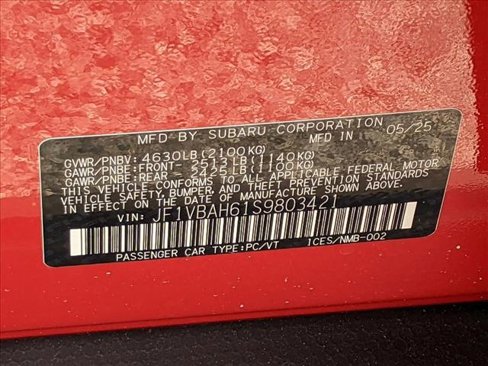 MFD BY SUBARU CORPORATION 05/25
GVWR/PNBV: 4630LB(2100KG)
GAWR/PNBE:FRONT- 2513LB(1140KG)
GAWR/PNBE:REAR - 2425LB(1100KG)
THIS VEHICLE CONFORMS TO ALL APPLICABLE FEDERAL MOTOR
VEHICLE SAFETY, BUMPER, AND THEFT PREVENTION STANDARDS
IN EFFECT ON THE DATE OF MANUFACTURE SHOWN ABOVE.
VIN: JF1VBAH61S9803421
PASSENGER CAR TYPE:PC/VT ICES/NMB-002